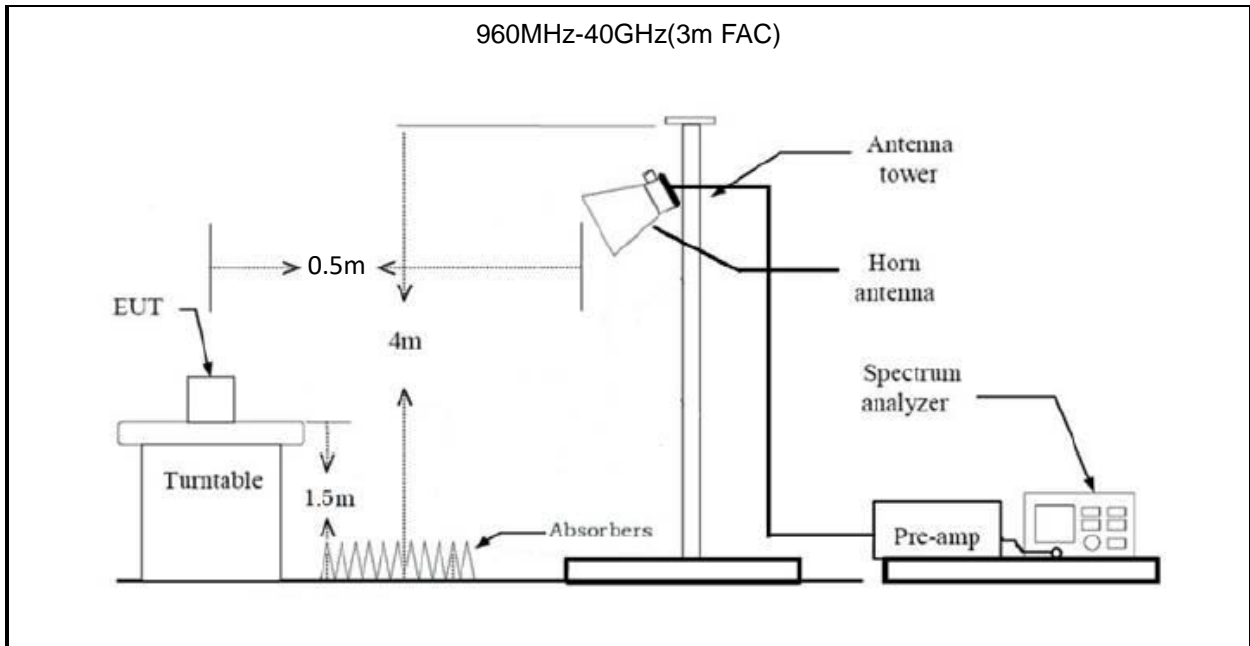 960MHz-40GHz(3m FAC)
Antenna
tower
0.5m
Horn
antenna
EUT
4m
Spectrum
analyzer
Turntable
1.5m
Absorbers
Pre-amp